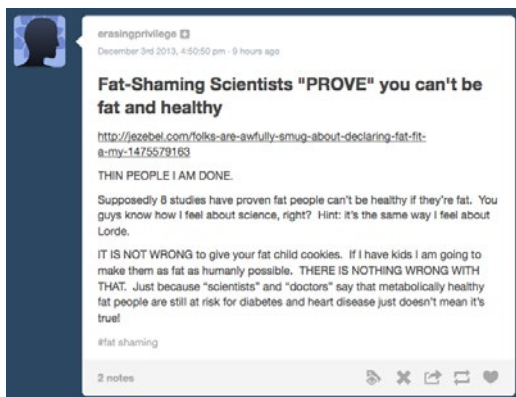 erasingprivilege
December 3rd 2013, 4:50:50 pm · 9 hours ago
Fat-Shaming Scientists "PROVE" you can't be
fat and healthy
http://jezebel.com/folks-are-awfully-smug-about-declaring-fat-fit-
a-my-1475579163
THIN PEOPLE I AM DONE.
Supposedly 8 studies have proven fat people can't be healthy if they're fat.  You
guys know how I feel about science, right?  Hint: it's the same way I feel about
Lorde.
IT IS NOT WRONG to give your fat child cookies.  If I have kids I am going to
make them as fat as humanly possible.  THERE IS NOTHING WRONG WITH
THAT.  Just because "scientists" and "doctors" say that metabolically healthy
fat people are still at risk for diabetes and heart disease just doesn't mean it's
true!
#fat shaming
2 notes